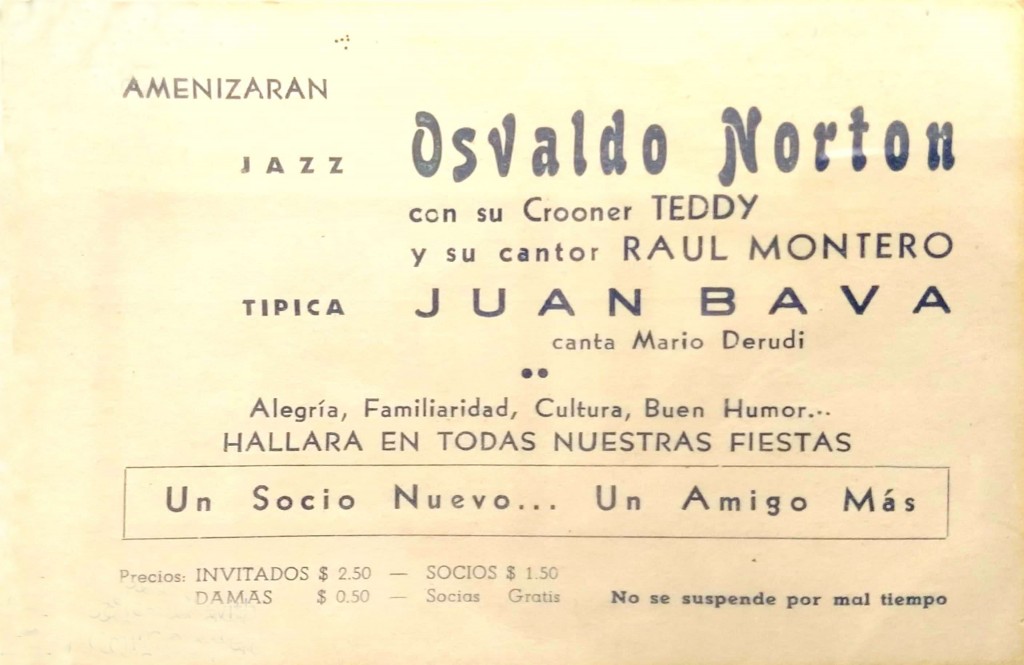 AMENIZARAN
JAZZ Osvaldo Norton
con su Crooner TEDDY
y su cantor RAUL MONTERO
TIPICA JUAN BAVA
canta Mario Derudi
Alegría, Familiaridad, Cultura, Buen Humor...
HALLARA EN TODAS NUESTRAS FIESTAS
Un Socio Nuevo... Un Amigo Más
Precios: INVITADOS $ 2.50 — SOCIOS $ 1.50
DAMAS $ 0.50 — Socias Gratis No se suspende por mal tiempo